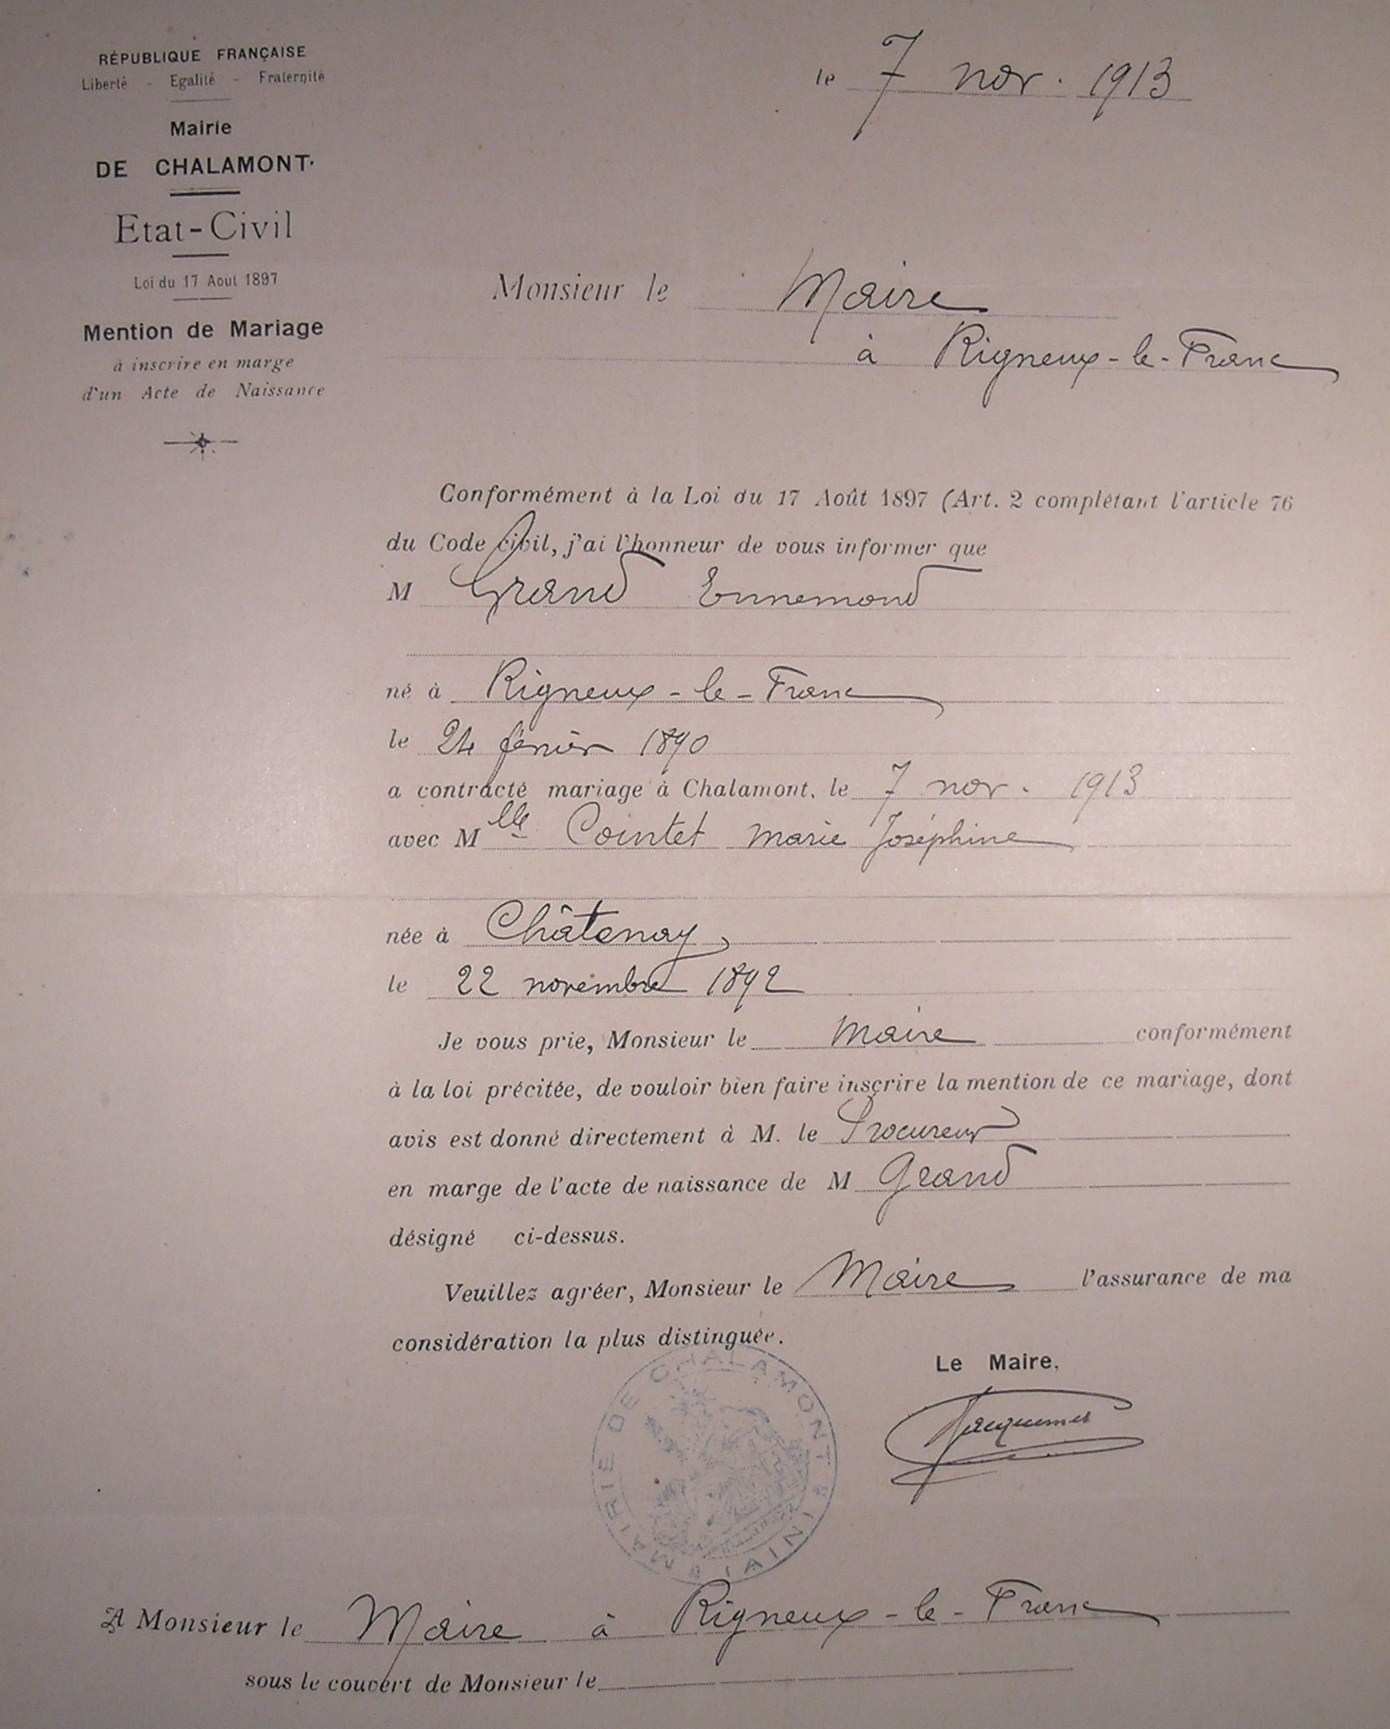 RÉPUBLIQUE FRANÇAISE
Liberté - Egalité - Fraternité
Mairie
DE CHALAMONT
Etat-Civil
Loi du 17 Aout 1897
Mention de Mariage
à inscrire en marge
d'un Acte de Naissance
le 7 nov. 1913
Monsieur le Maire
à Rigneux-le-Franc
Conformément à la Loi du 17 Août 1897 (Art. 2 complétant l'article 76
du Code civil, j'ai l'honneur de vous informer que
M Grand Ennemond
né à Rigneux-le-Franc
le 24 février 1890
a contracté mariage à Chalamont, le 7 nov. 1913
avec Mlle Cointet Marie Joséphine
née à Châtenay
le 22 novembre 1892
Je vous prie, Monsieur le Maire conformément
à la loi précitée, de vouloir bien faire inscrire la mention de ce mariage, dont
avis est donné directement à M. le Procureur
en marge de l'acte de naissance de M Grand
désigné ci-dessus.
Veuillez agréer, Monsieur le Maire l'assurance de ma
considération la plus distinguée.
Le Maire,
MAIRIE DE CHALAMONT (AIN)
A Monsieur le Maire à Rigneux-le-Franc
sous le couvert de Monsieur le